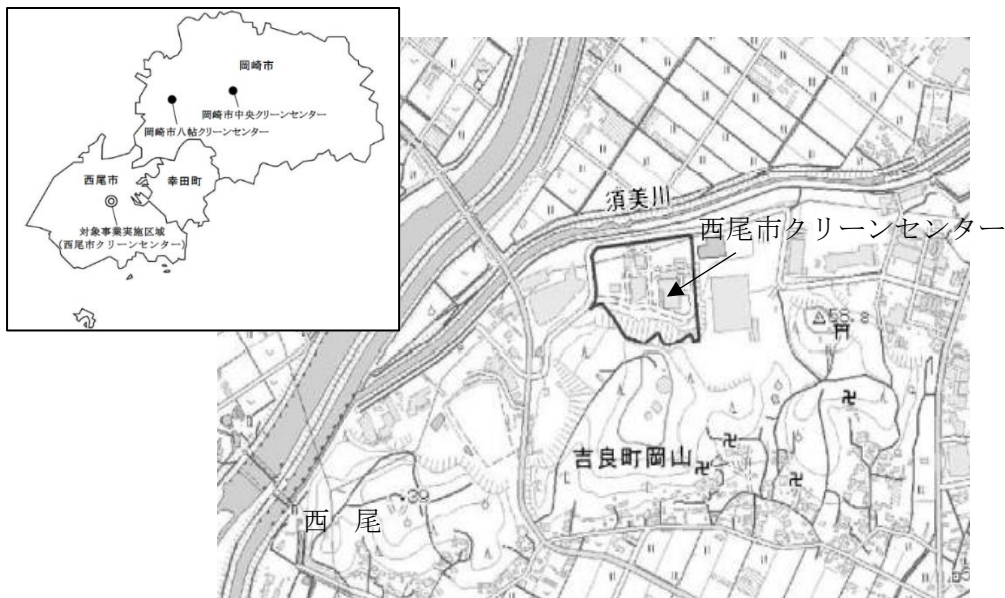 岡崎市
岡崎市中央クリーンセンター
岡崎市八帖クリーンセンター
西尾市
幸田町
対象事業実施区域
(西尾市クリーンセンター)
須美川
西尾市クリーンセンター
58.8
吉良町岡山
39
西 尾